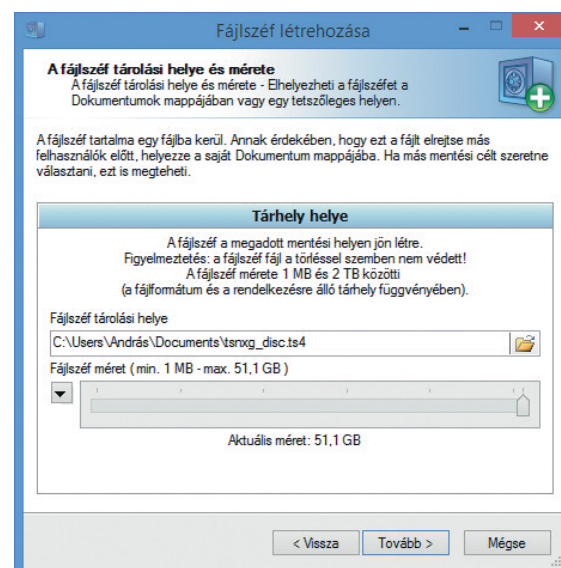 Fájlszéf létrehozása
A fájlszéf tárolási helye és mérete
A fájlszéf tárolási helye és mérete - Elhelyezheti a fájlszéfet a
Dokumentumok mappájában vagy egy tetszőleges helyen.
A fájlszéf tartalma egy fájlba kerül. Annak érdekében, hogy ezt a fájlt elrejtse más
felhasználók előtt, helyezze a saját Dokumentum mappájába. Ha más mentési célt szeretne
választani, ezt is megteheti.
Tárhely helye
A fájlszéf a megadott mentési helyen jön létre.
Figyelmeztetés: a fájlszéf fájl a törléssel szemben nem védett!
A fájlszéf mérete 1 MB és 2 TB közötti
(a fájlformátum és a rendelkezésre álló tárhely függvényében).
Fájlszéf tárolási helye
C:\Users\András\Documents\tsnxg_disc.ts4
Fájlszéf méret ( min. 1 MB - max. 51,1 GB )
Aktuális méret: 51,1 GB
< Vissza
Tovább >
Mégse